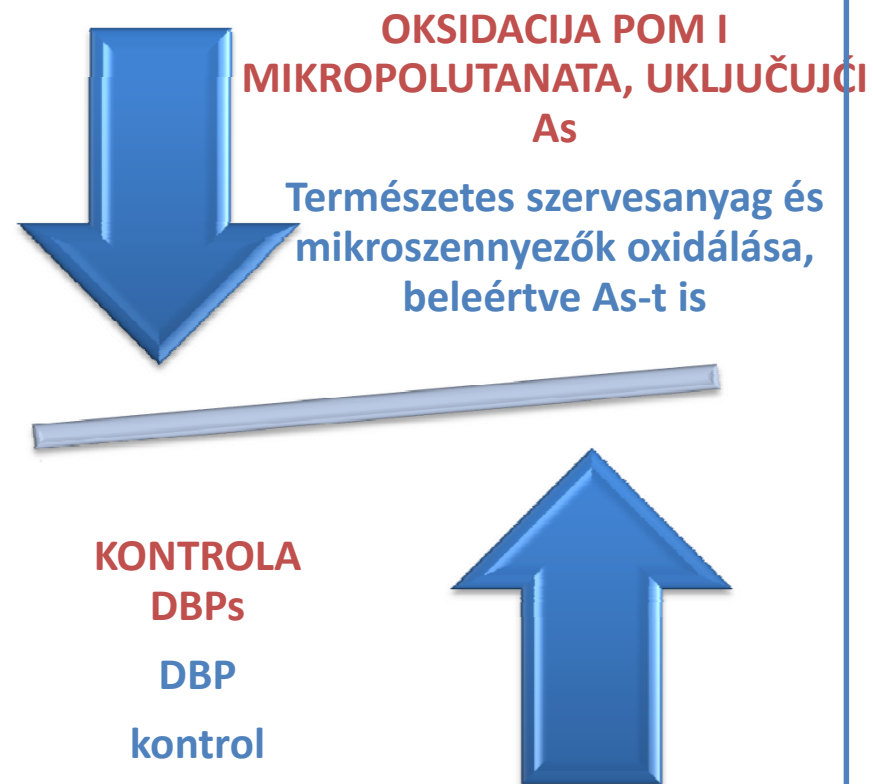 OKSIDACIJA POM I
MIKROPOLUTANATA, UKLJUČUJĆI
As
Természetes szervesanyag és
mikroszennyezők oxidálása,
beleértve As-t is
KONTROLA
DBPs
DBP
kontrol